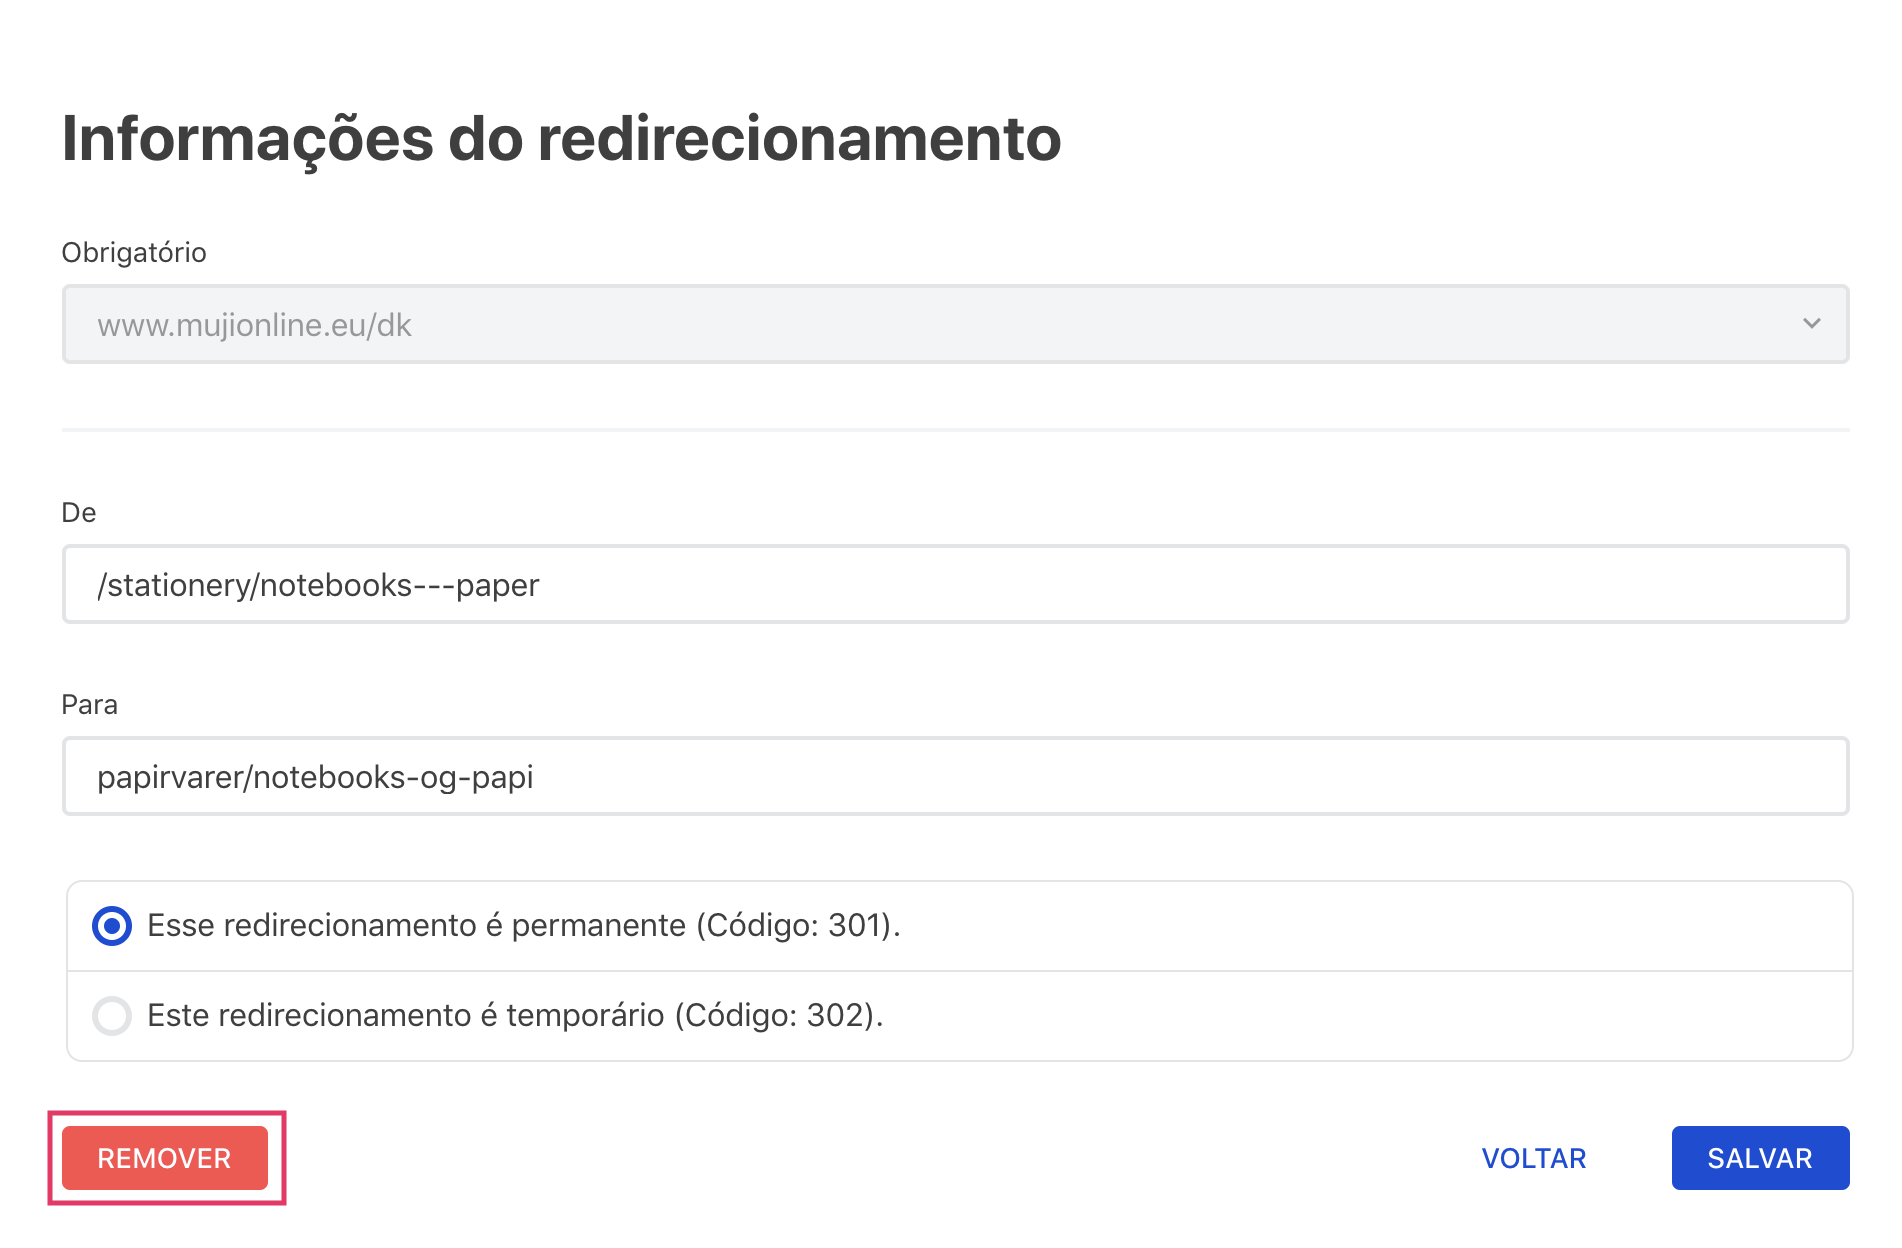 Informações do redirecionamento
Obrigatório
www.mujionline.eu/dk
De
/stationery/notebooks---paper
Para
papirvarer/notebooks-og-papi
Esse redirecionamento é permanente (Código: 301).
Este redirecionamento é temporário (Código: 302).
REMOVER
VOLTAR
SALVAR